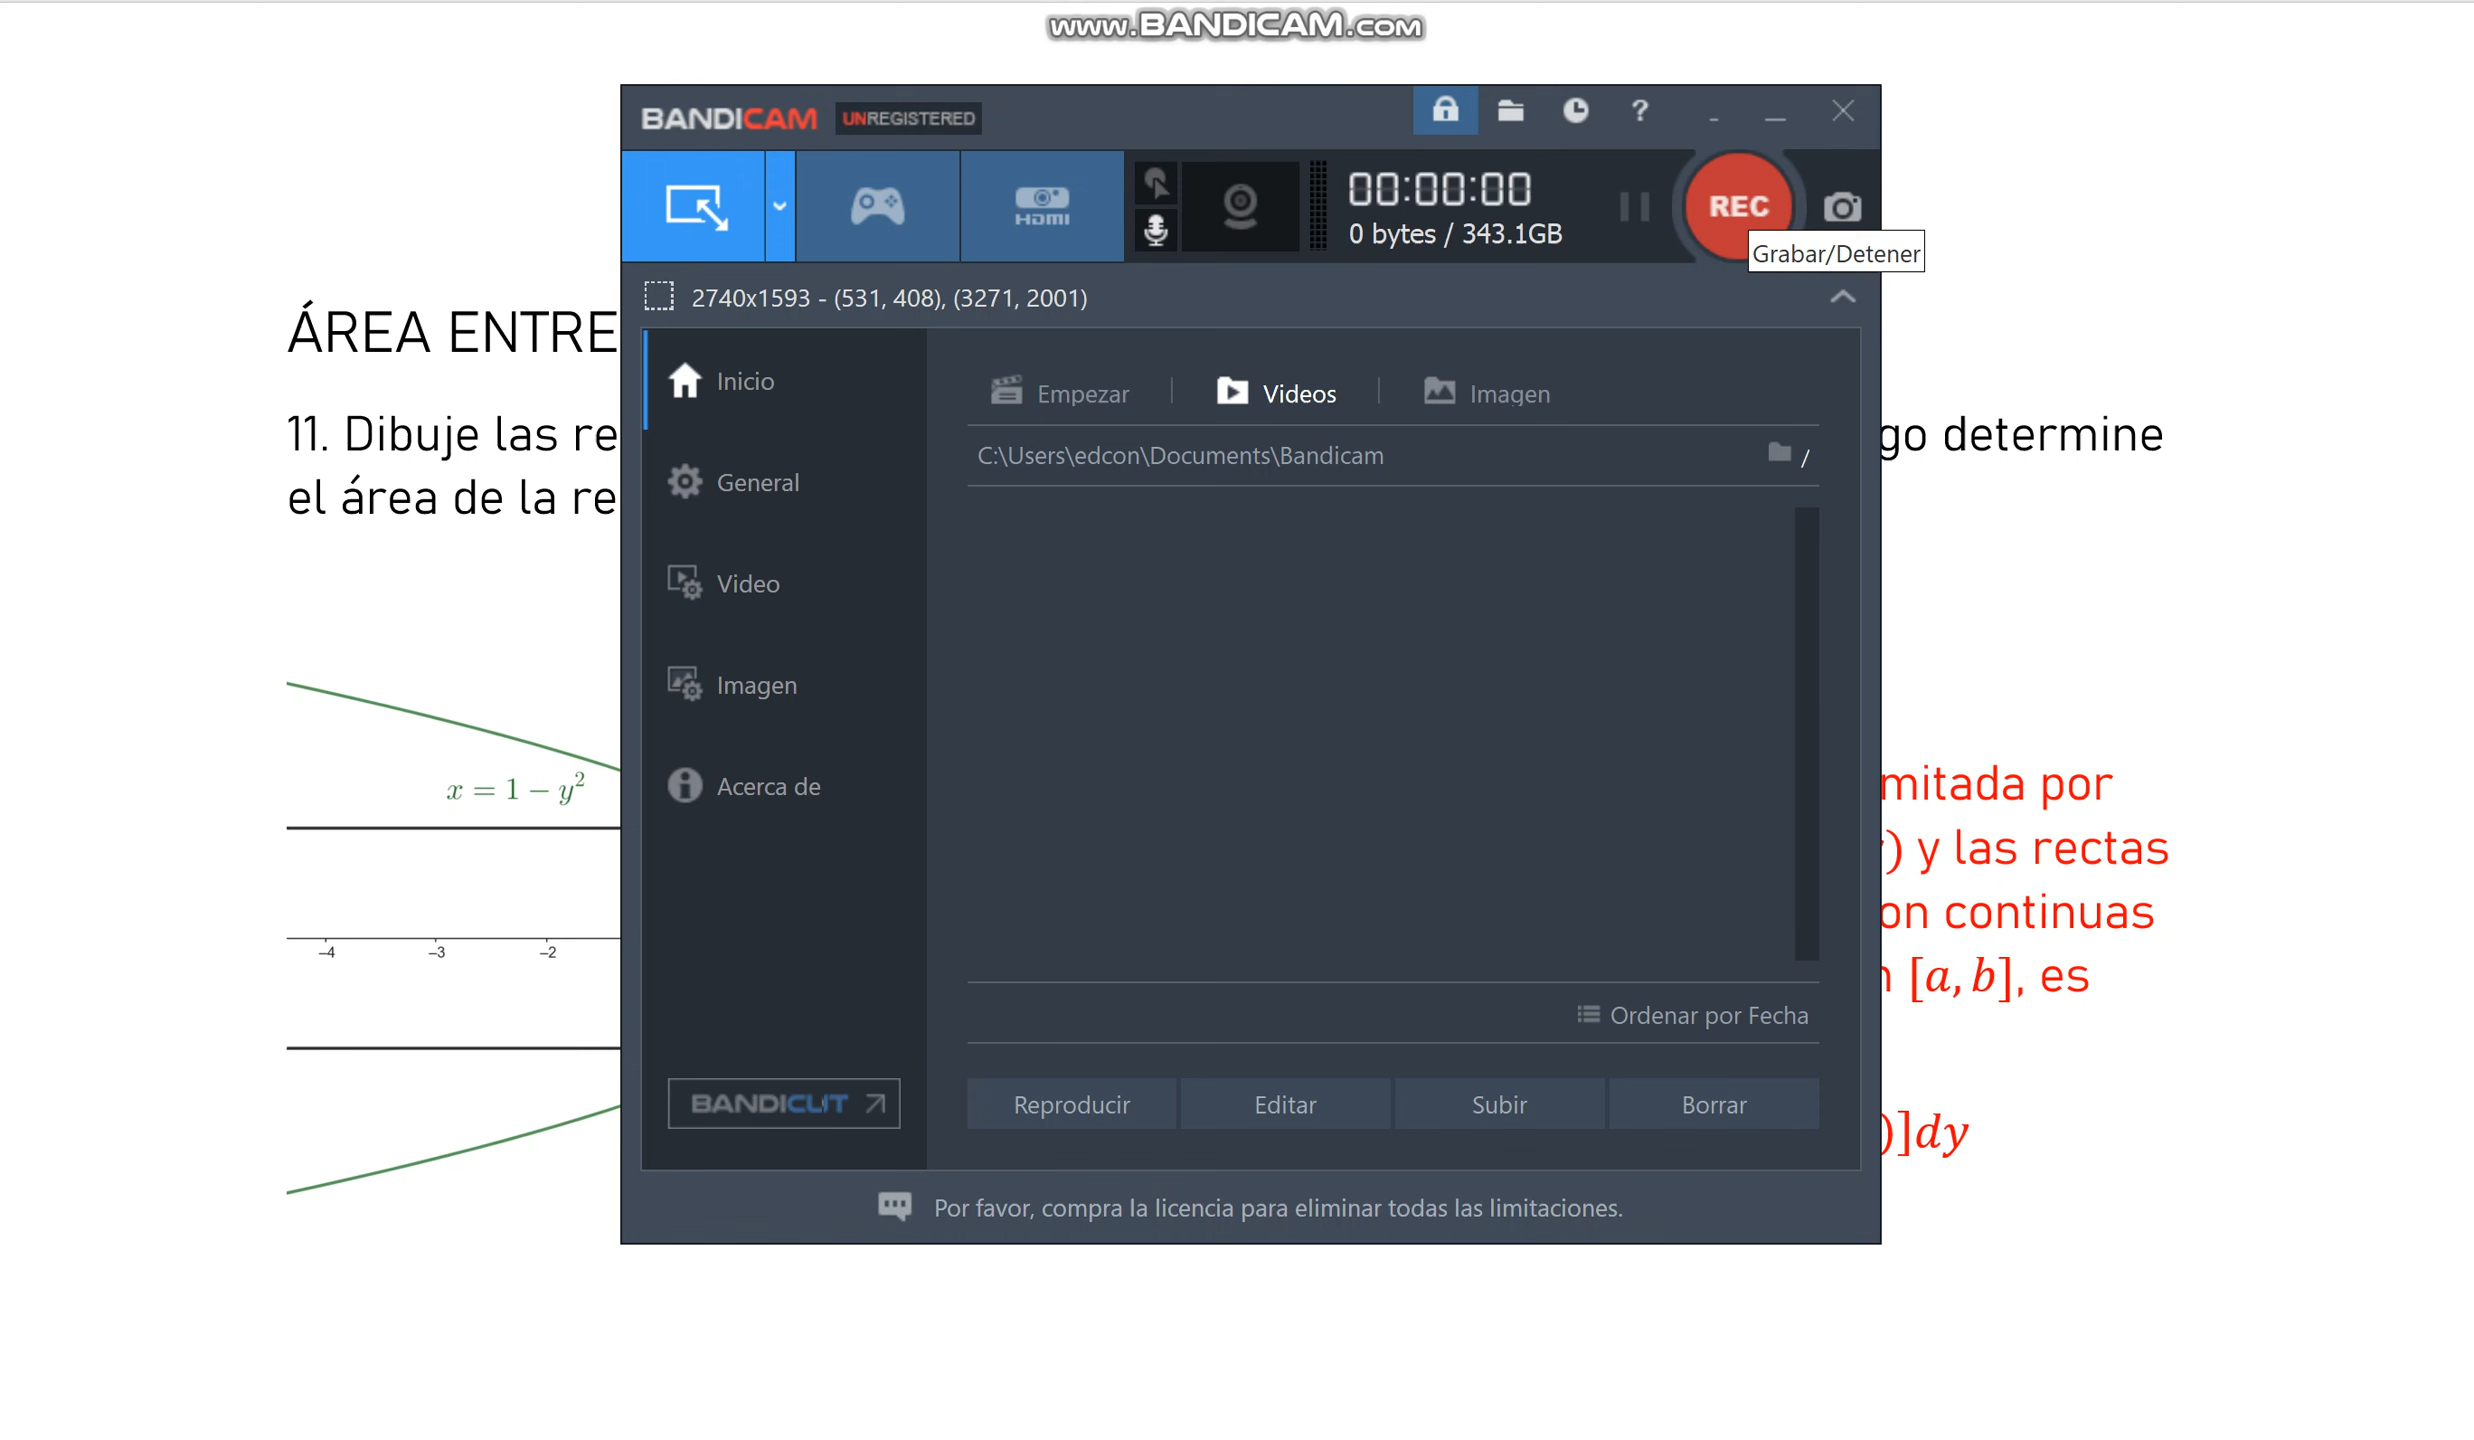 www.BANDICAM.com
BANDICAM UNREGISTERED
?
HDMI
00:00:00
0 bytes / 343.1GB
REC
Grabar/Detener
2740x1593 - (531, 408), (3271, 2001)
Inicio
General
Video
Imagen
Acerca de
BANDICUT
Empezar
Videos
Imagen
C:\Users\edcon\Documents\Bandicam
/
Ordenar por Fecha
Reproducir
Editar
Subir
Borrar
Por favor, compra la licencia para eliminar todas las limitaciones.
ÁREA ENTRE
11. Dibuje las re
go determine
el área de la re
x = 1 − y²
–4
–3
–2
mitada por
) y las rectas
on continuas
[a, b], es
)]dy